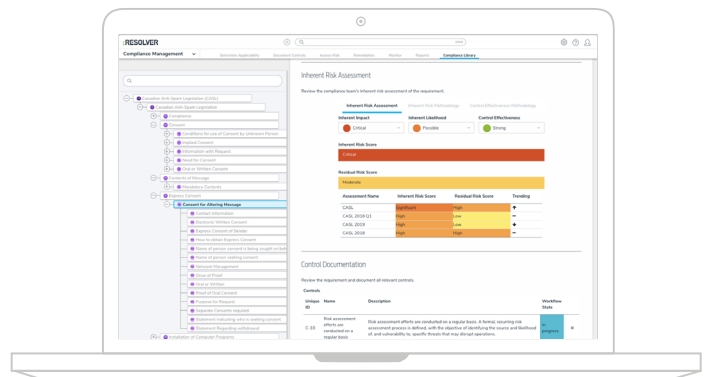 :RESOLVER
Compliance Management
Document Controls
Action Plan
Remediation
Monitor
Reports
Compliance Library
Canadian Anti-Spam Legislation (CASL)
Canadian Anti-Spam Legislation
Compliance
Consent
Conditions for use of Consent by Unknown Person
Implied Consent
Information with Request
Need for Consent
Oral or Written Consent
Contents of Message
Mandatory Contents
Express Consent
Consent for Altering Message
Contact Information
Electronic Written Consent
Express Consent of Sender
How to obtain Express Consent
Name of person consent is being sought on beh
Name of person seeking consent
Network Management
Onus of Proof
Oral or Written
Proof of Oral Consent
Purpose for Request
Separate Consents required
Statement indicating who is seeking consent
Statement Regarding withdrawal
Installation of Computer Programs
Inherent Risk Assessment
Review the compliance team's inherent risk assessment of the requirement.
Inherent Risk Assessment
Inherent Risk Methodology
Control Effectiveness Methodology
Inherent Impact
Inherent Likelihood
Control Effectiveness
Critical
Possible
Strong
Inherent Risk Score
Critical
Residual Risk Score
Moderate
Assessment Name Inherent Risk Score Residual Risk Score Trending
CASL Significant High
CASL 2018 Q1 High Low
CASL 2019 High Low
CASL 2018 High High
Control Documentation
Review the requirement and document all relevant controls.
Controls
Unique ID
Name
Description
Workflow State
C-10
Risk assessment efforts are conducted on a regular basis
Risk assessment efforts are conducted on a regular basis. A formal, recurring risk
assessment process is defined, with the objective of identifying the source and likelihood
of, and vulnerability to, specific threats that may disrupt operations.
In progress